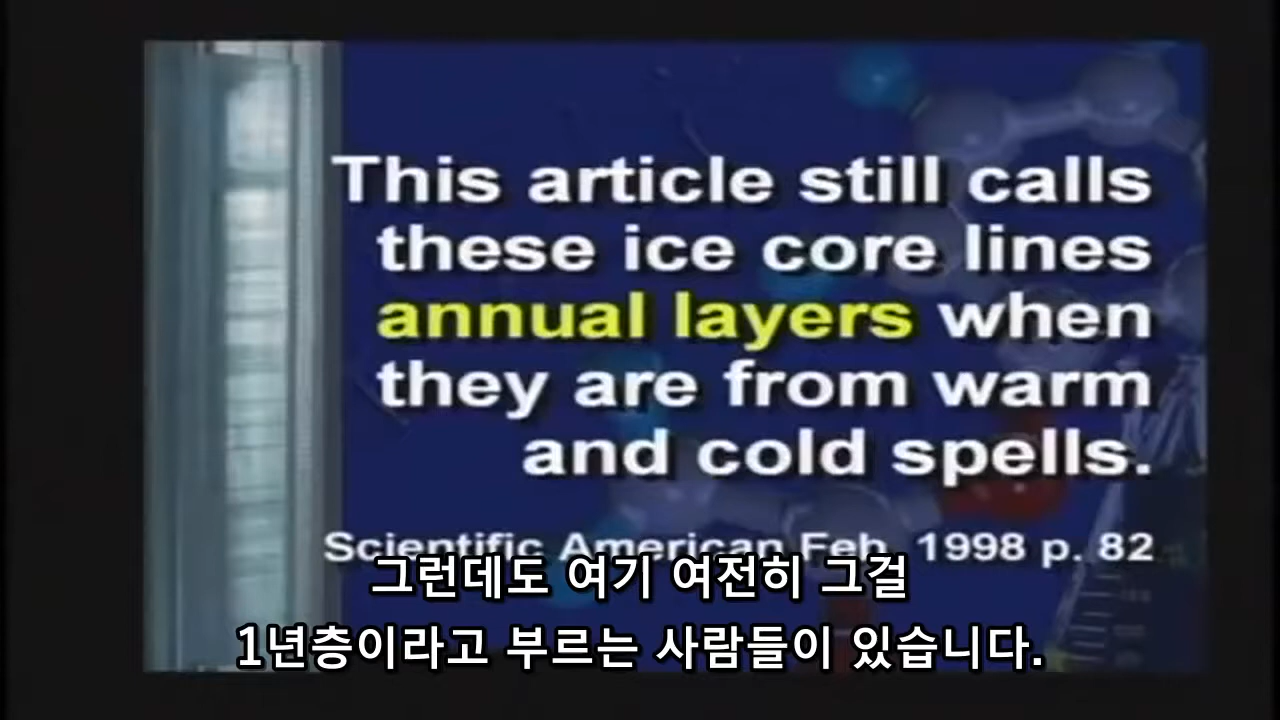 This article still calls
these ice core lines
annual layers when
they are from warm
and cold spells.
Scientific American Feb. 1998 p. 82
그런데도 여기 여전히 그걸
1년층이라고 부르는 사람들이 있습니다.